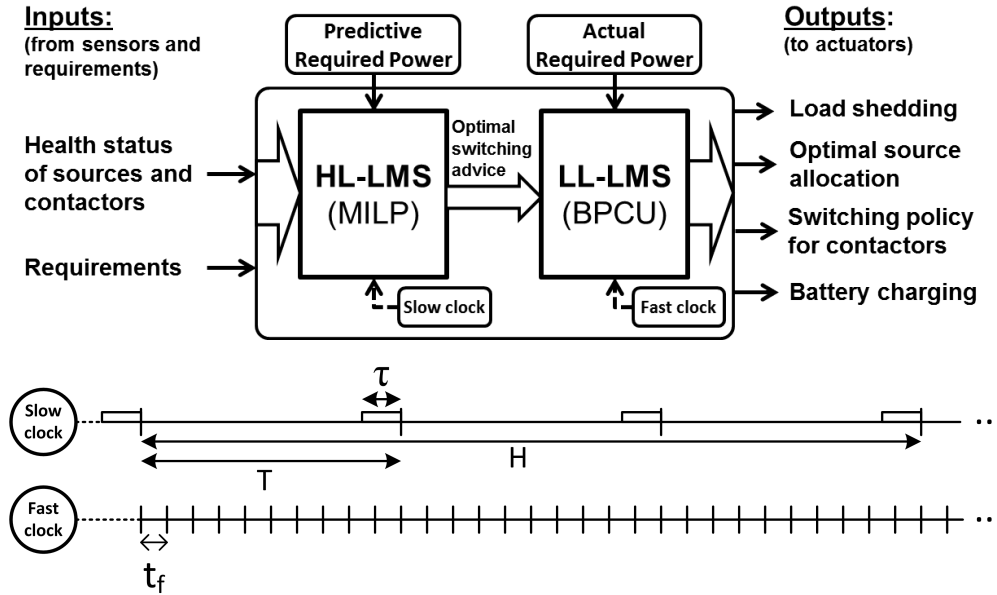 Inputs:
(from sensors and
requirements)
Predictive
Required Power
Actual
Required Power
Outputs:
(to actuators)
Health status
of sources and
contactors
Requirements
HL-LMS
(MILP)
Optimal
switching
advice
LL-LMS
(BPCU)
Slow clock
Fast clock
Load shedding
Optimal source
allocation
Switching policy
for contactors
Battery charging
Slow
clock
τ
H
T
Fast
clock
t_f